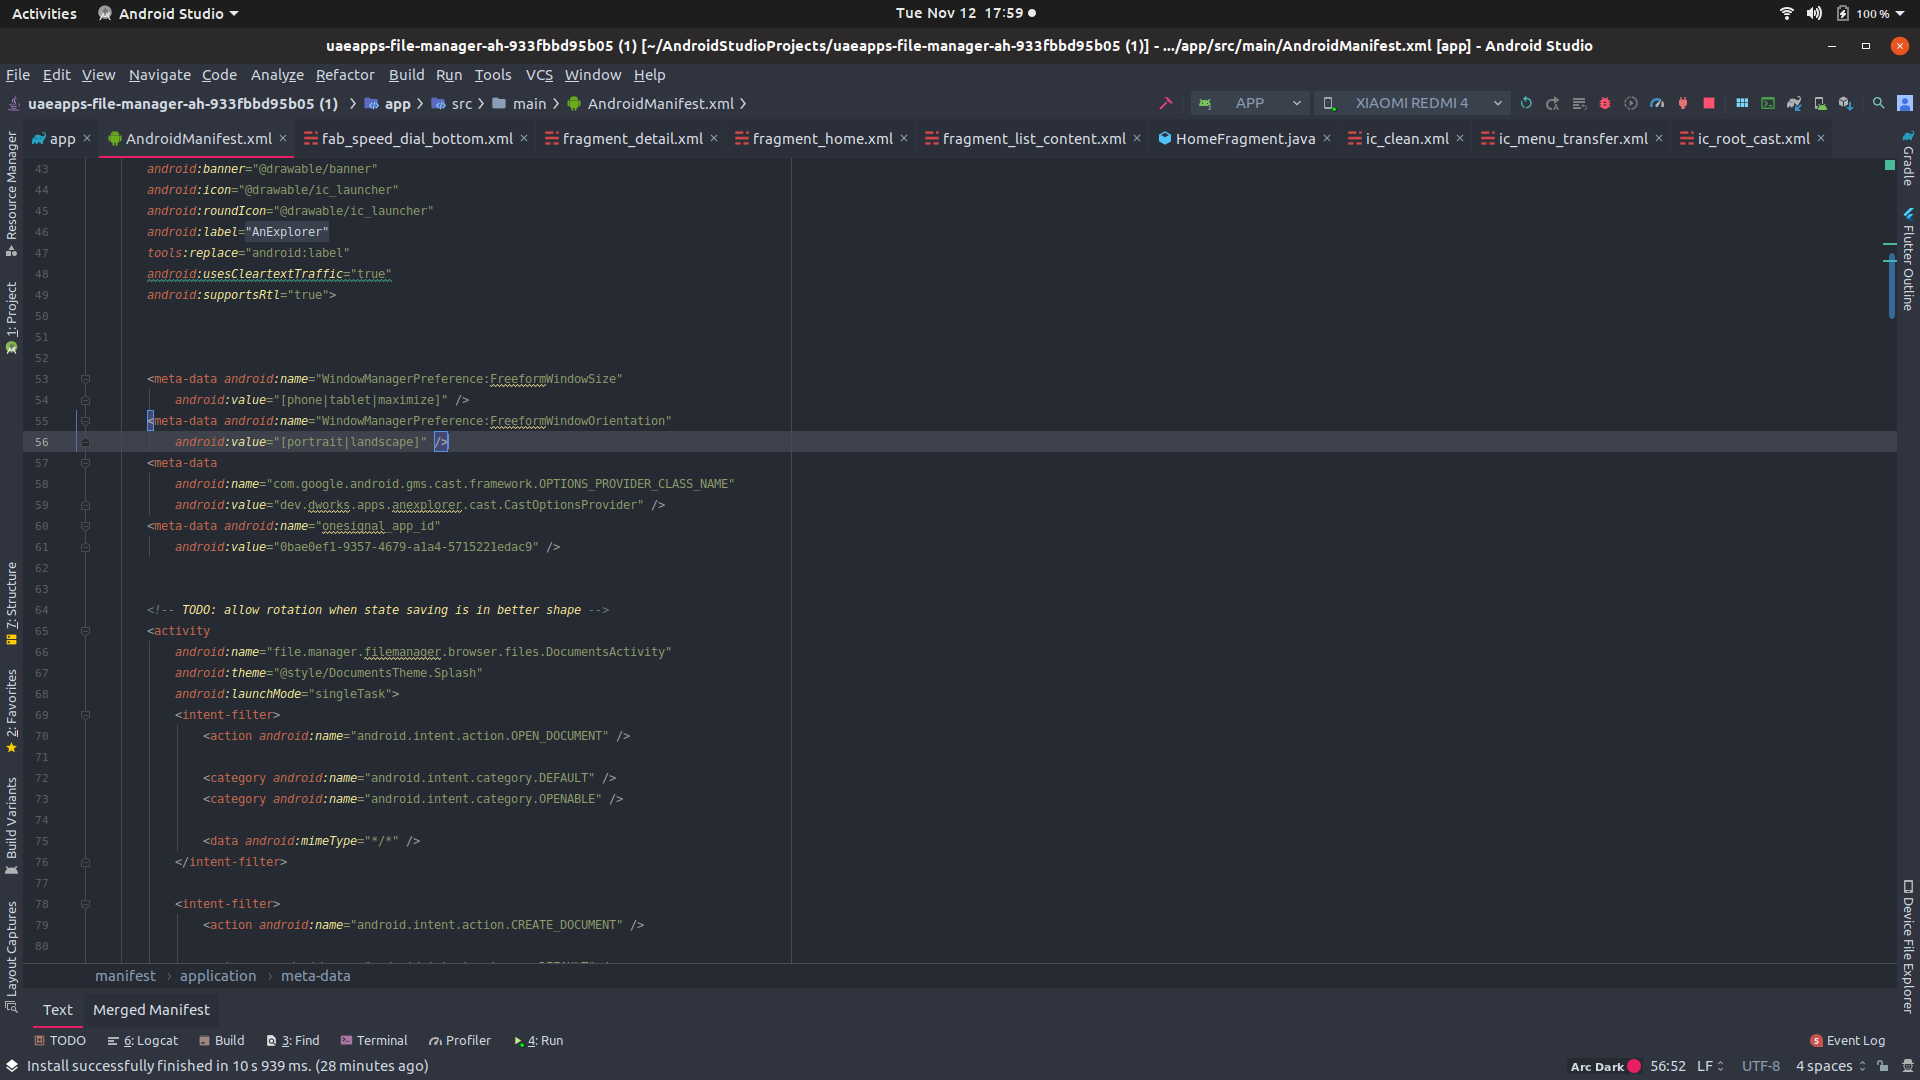 Activities Android Studio Tue Nov 12 17:59 100 %
uaeapps-file-manager-ah-933fbbd95b05 (1) [~/AndroidStudioProjects/uaeapps-file-manager-ah-933fbbd95b05 (1)] - .../app/src/main/AndroidManifest.xml [app] - Android Studio
File Edit View Navigate Code Analyze Refactor Build Run Tools VCS Window Help
uaeapps-file-manager-ah-933fbbd95b05 (1) app src main AndroidManifest.xml APP XIAOMI REDMI 4
app AndroidManifest.xml fab_speed_dial_bottom.xml fragment_detail.xml fragment_home.xml fragment_list_content.xml HomeFragment.java ic_clean.xml ic_menu_transfer.xml ic_root_cast.xml
Resource Manager
1: Project
7: Structure
2: Favorites
Build Variants
Layout Captures
43 android:banner="@drawable/banner"
44 android:icon="@drawable/ic_launcher"
45 android:roundIcon="@drawable/ic_launcher"
46 android:label="AnExplorer"
47 tools:replace="android:label"
48 android:usesCleartextTraffic="true"
49 android:supportsRtl="true">
50
51
52
53 <meta-data android:name="WindowManagerPreference:FreeformWindowSize"
54 android:value="[phone|tablet|maximize]" />
55 <meta-data android:name="WindowManagerPreference:FreeformWindowOrientation"
56 android:value="[portrait|landscape]" />
57 <meta-data
58 android:name="com.google.android.gms.cast.framework.OPTIONS_PROVIDER_CLASS_NAME"
59 android:value="dev.dworks.apps.anexplorer.cast.CastOptionsProvider" />
60 <meta-data android:name="onesignal_app_id"
61 android:value="0bae0ef1-9357-4679-a1a4-5715221edac9" />
62
63
64 <!-- TODO: allow rotation when state saving is in better shape -->
65 <activity
66 android:name="file.manager.filemanager.browser.files.DocumentsActivity"
67 android:theme="@style/DocumentsTheme.Splash"
68 android:launchMode="singleTask">
69 <intent-filter>
70 <action android:name="android.intent.action.OPEN_DOCUMENT" />
71
72 <category android:name="android.intent.category.DEFAULT" />
73 <category android:name="android.intent.category.OPENABLE" />
74
75 <data android:mimeType="*/*" />
76 </intent-filter>
77
78 <intent-filter>
79 <action android:name="android.intent.action.CREATE_DOCUMENT" />
80
Gradle
Flutter Outline
Device File Explorer
manifest application meta-data
Text Merged Manifest
TODO 6: Logcat Build 3: Find Terminal Profiler 4: Run 5 Event Log
Install successfully finished in 10 s 939 ms. (28 minutes ago) Arc Dark 56:52 LF UTF-8 4 spaces